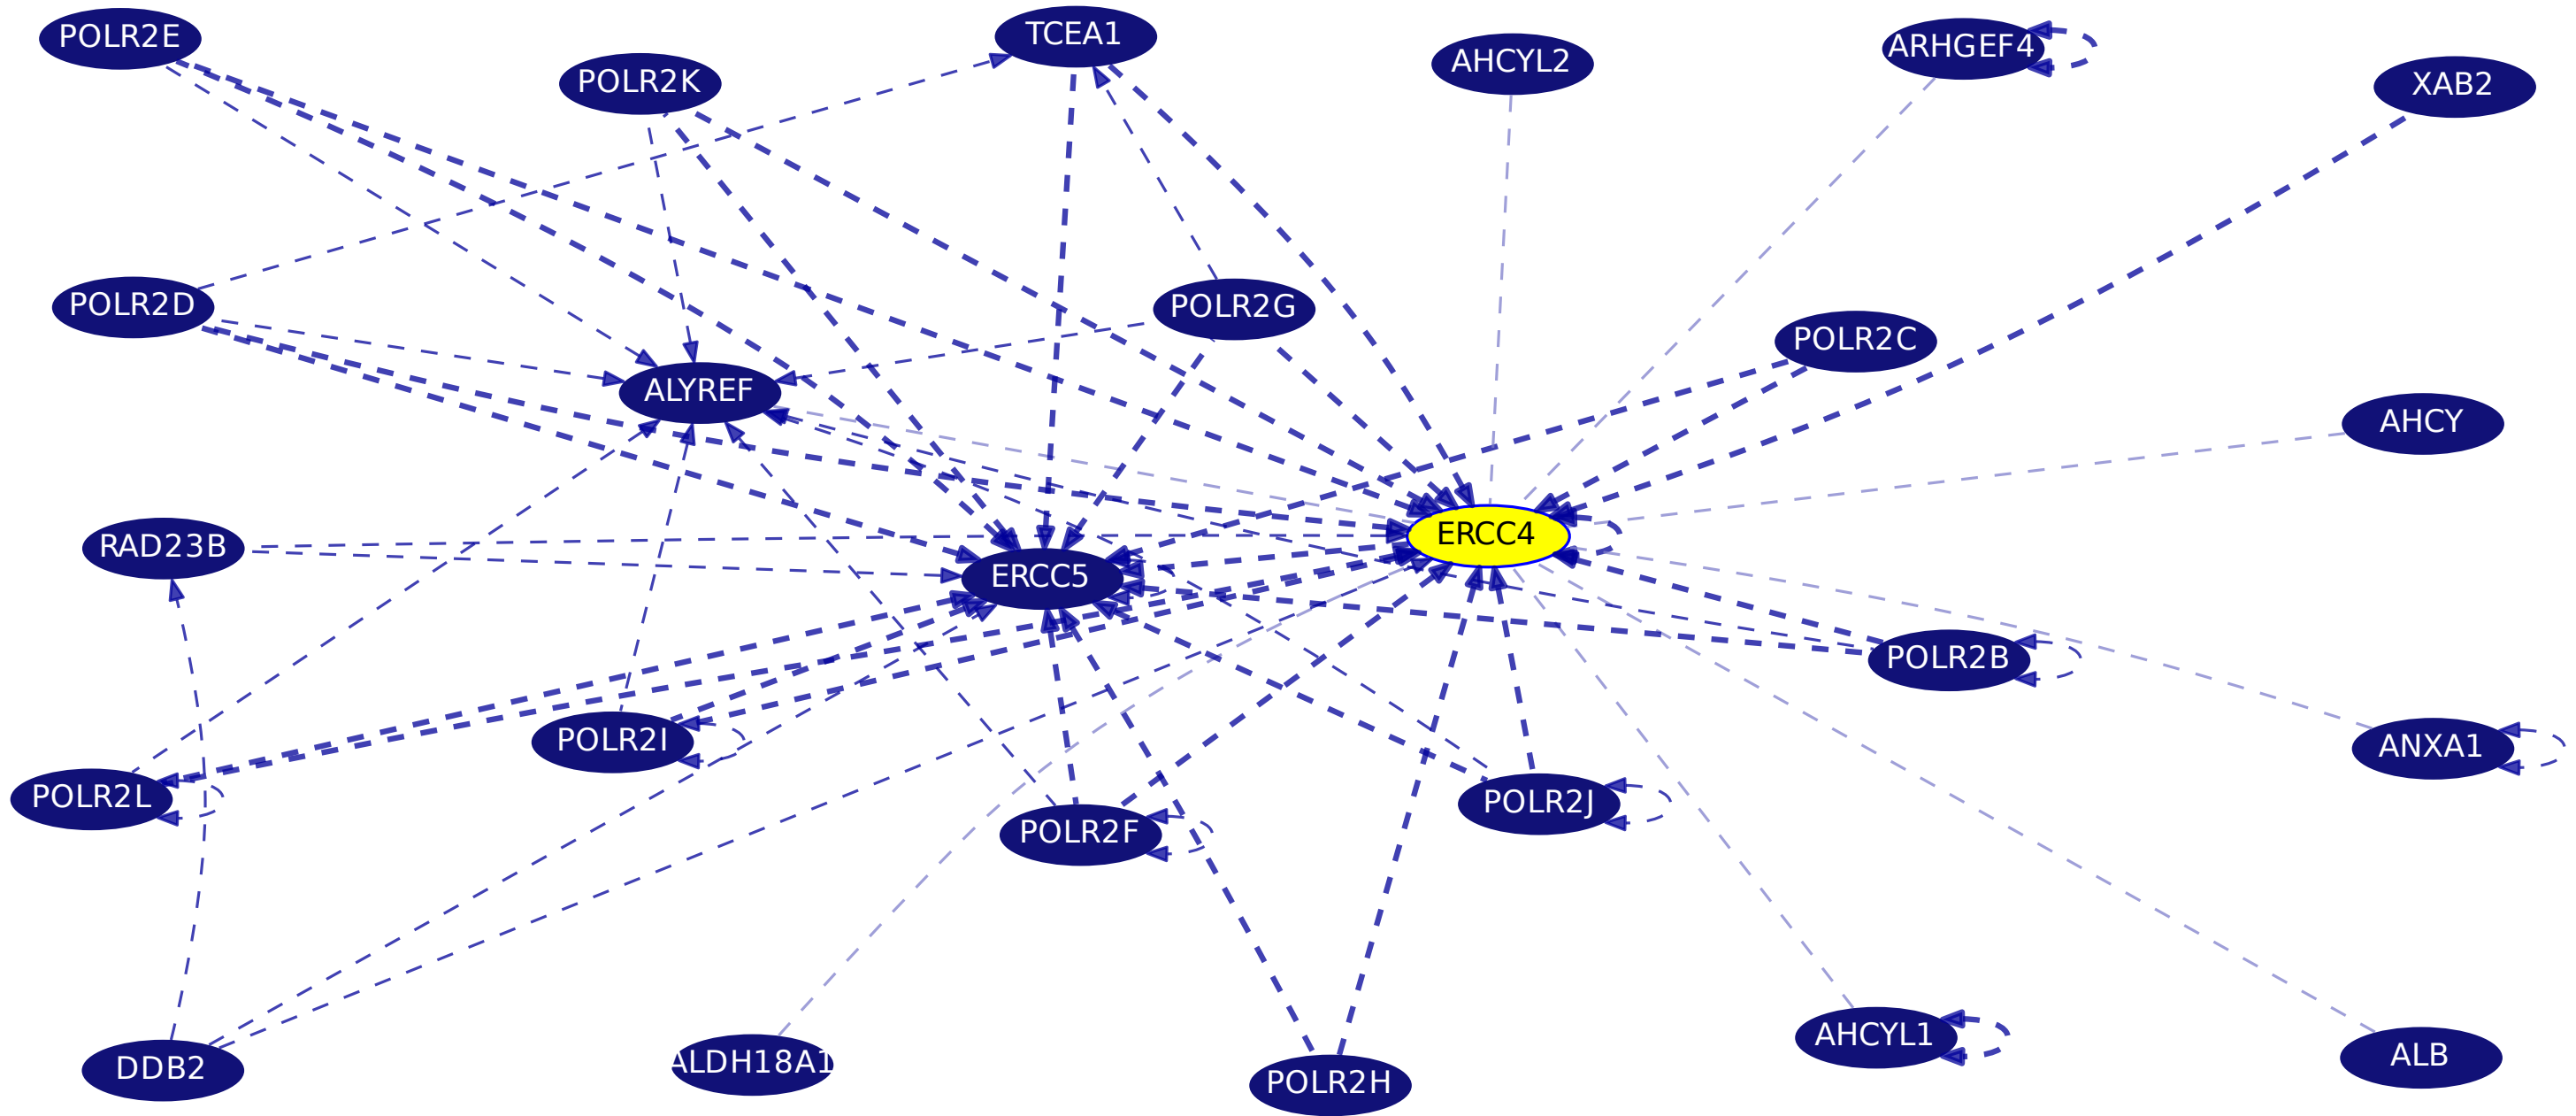 POLR2E
TCEA1
ARHGEF4
AHCYL2
POLR2K
XAB2
POLR2D
POLR2G
POLR2C
ALYREF
AHCY
ERCC4
RAD23B
ERCC5
POLR2B
POLR2I
ANXA1
POLR2L
POLR2J
POLR2F
AHCYL1
ALB
ALDH18A1
DDB2
POLR2H